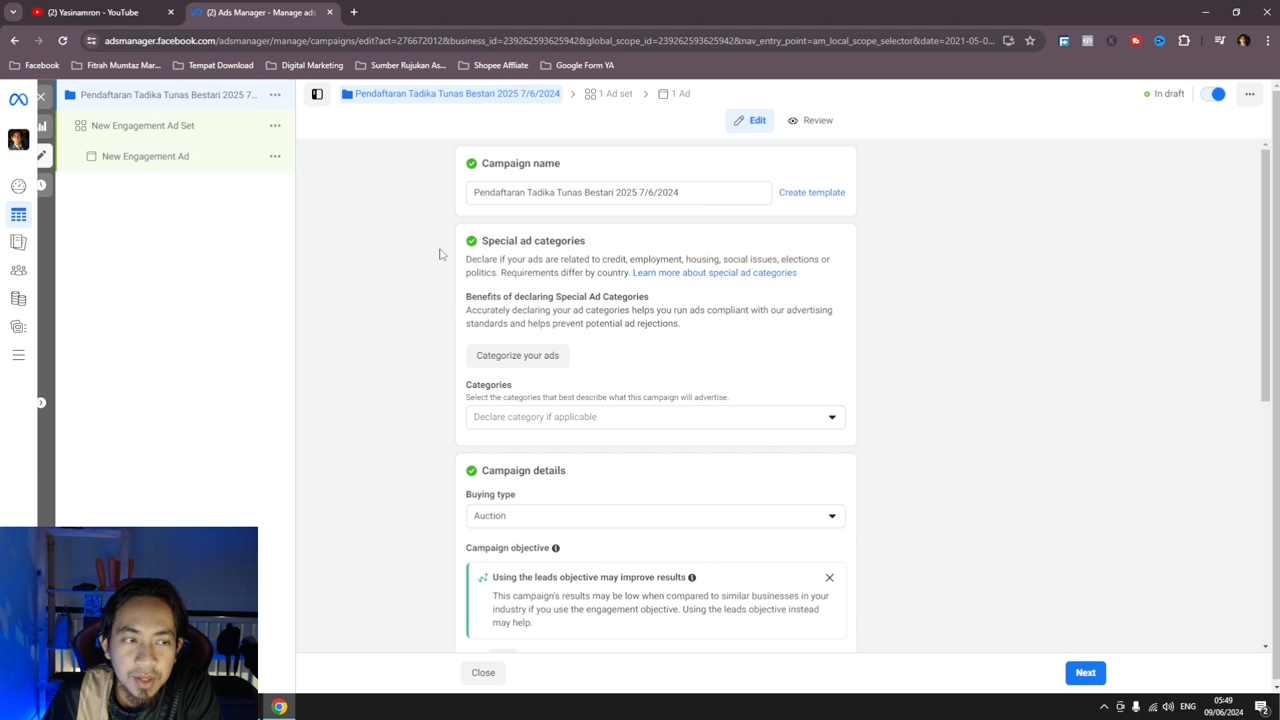 Yasinamron - YouTube
(2) Ads Manager - Manage ads
adsmanager.facebook.com/adsmanager/manage/campaigns/edit?act=276672012&business_id=239262593625942&global_scope_id=239262593625942&nav_entry_point=am_local_scope_selector&date=2021-05-0...
Facebook
Fitrah Mumtaz Mar...
Tempat Download
Digital Marketing
Sumber Rujukan As...
Shopee Affliate
Google Form YA
Pendaftaran Tadika Tunas Bestari 2025 7...
New Engagement Ad Set
New Engagement Ad
Pendaftaran Tadika Tunas Bestari 2025 7/6/2024
1 Ad set
1 Ad
In draft
Edit
Review
Campaign name
Pendaftaran Tadika Tunas Bestari 2025 7/6/2024
Create template
Special ad categories
Declare if your ads are related to credit, employment, housing, social issues, elections or
politics. Requirements differ by country. Learn more about special ad categories
Benefits of declaring Special Ad Categories
Accurately declaring your ad categories helps you run ads compliant with our advertising
standards and helps prevent potential ad rejections.
Categorize your ads
Categories
Select the categories that best describe what this campaign will advertise.
Declare category if applicable
Campaign details
Buying type
Auction
Campaign objective
Using the leads objective may improve results
This campaign's results may be low when compared to similar businesses in your
industry if you use the engagement objective. Using the leads objective instead
may help.
Close
Next
ENG
05:49
09/06/2024
2